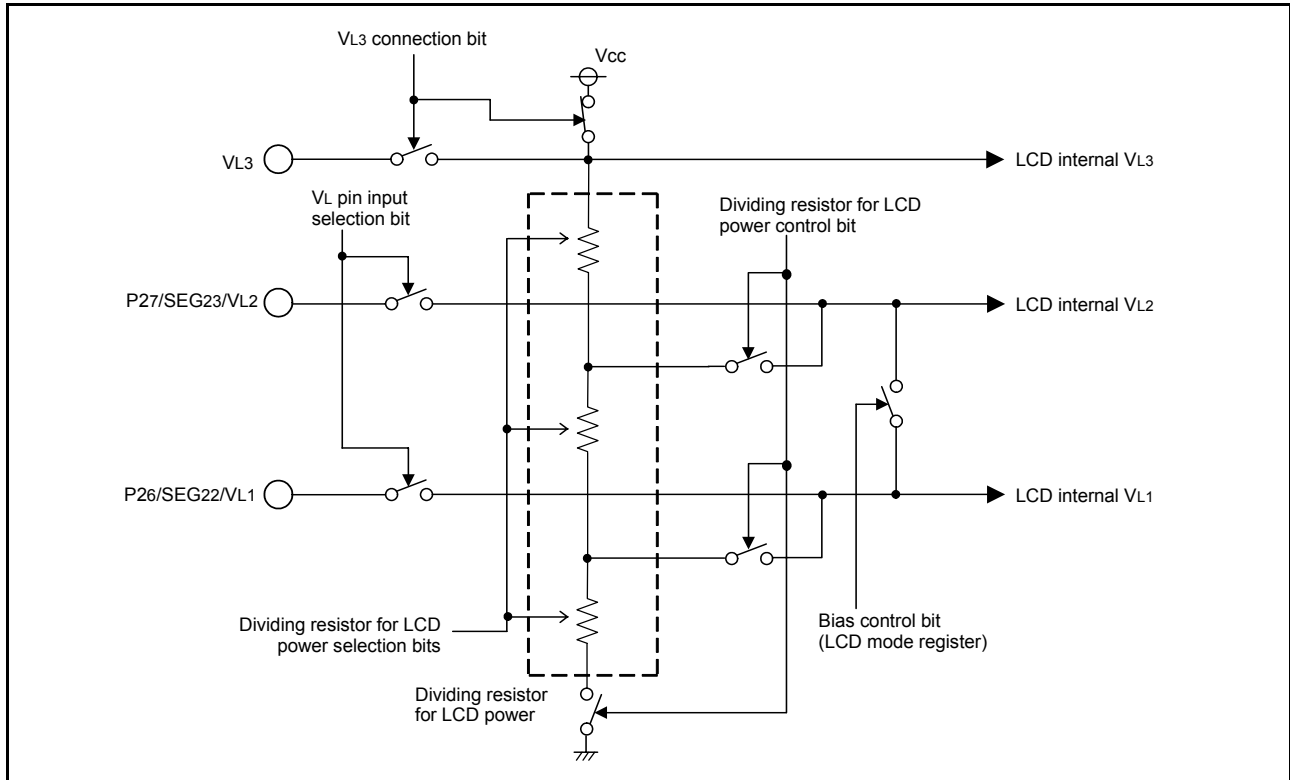 VL3 connection bit
Vcc
VL3
LCD internal VL3
VL pin input
selection bit
Dividing resistor for LCD
power control bit
P27/SEG23/VL2
LCD internal VL2
P26/SEG22/VL1
LCD internal VL1
Dividing resistor for LCD
power selection bits
Bias control bit
(LCD mode register)
Dividing resistor
for LCD power